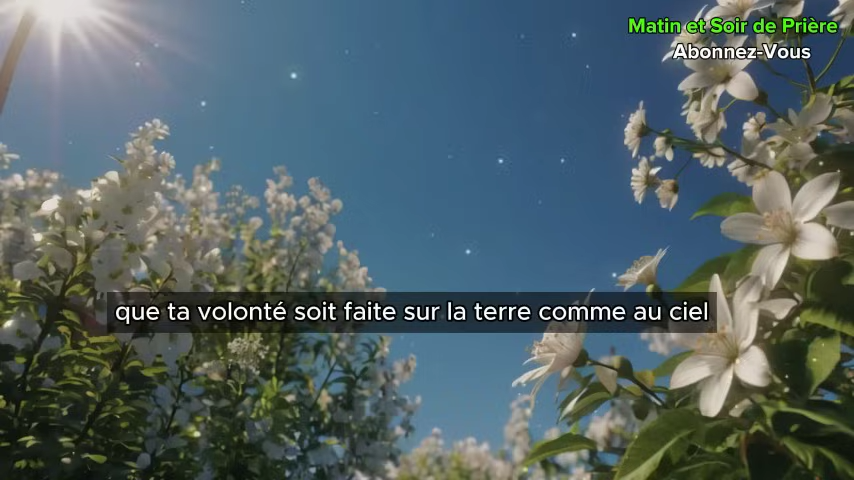 Matin et Soir de Prière
Abonnez-Vous
que ta volonté soit faite sur la terre comme au ciel